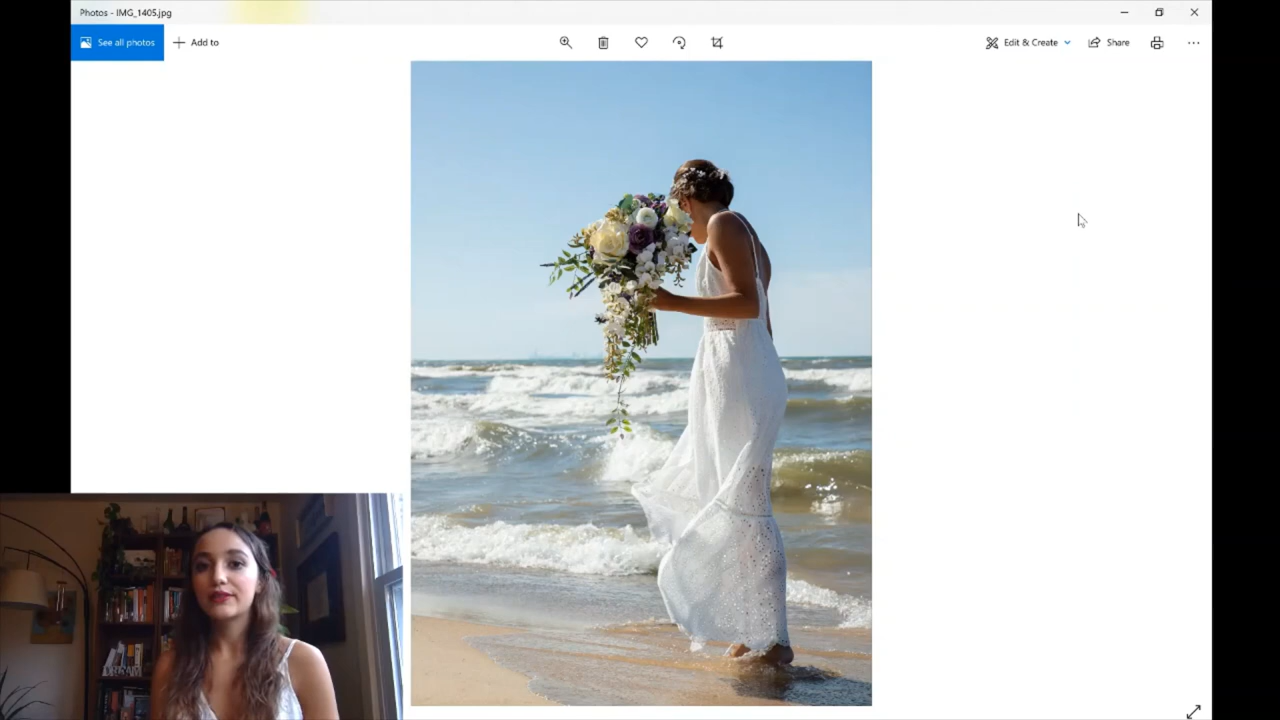 Photos - IMG_1405.jpg
See all photos
Add to
Edit & Create
Share